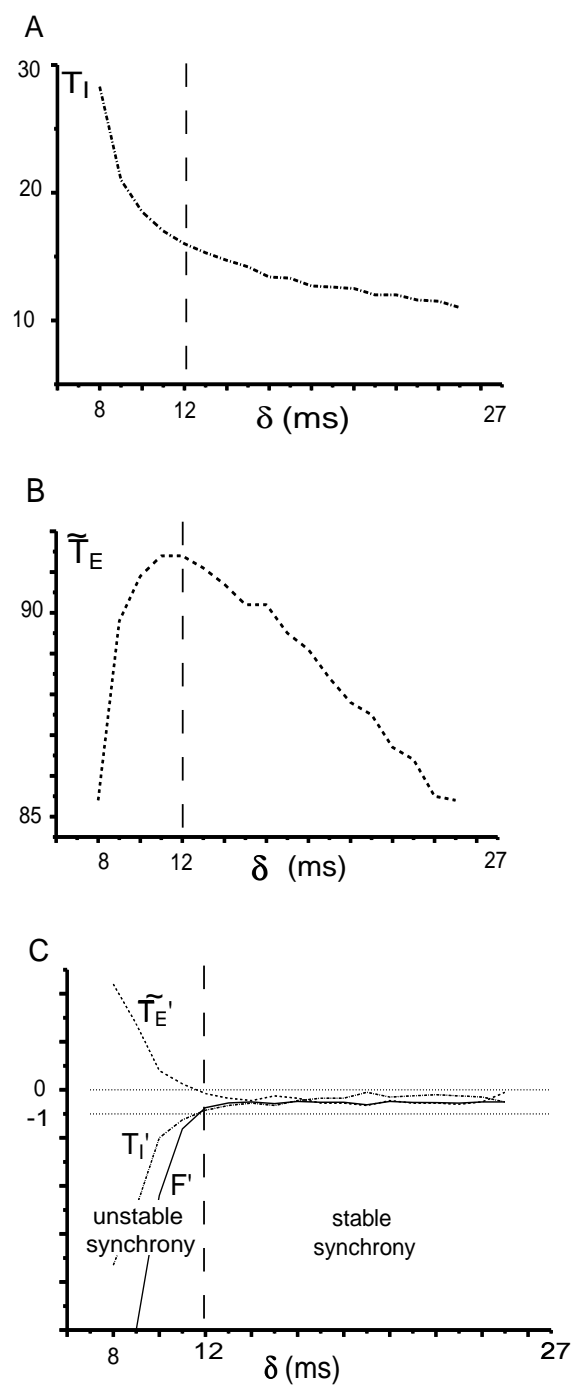 A
30
T_I
20
10
8
12
δ (ms)
27
B
T̃_E
90
85
8
12
δ (ms)
27
C
T̃_E'
0
-1
T_I'
F'
unstable
synchrony
stable
synchrony
8
12
δ (ms)
27